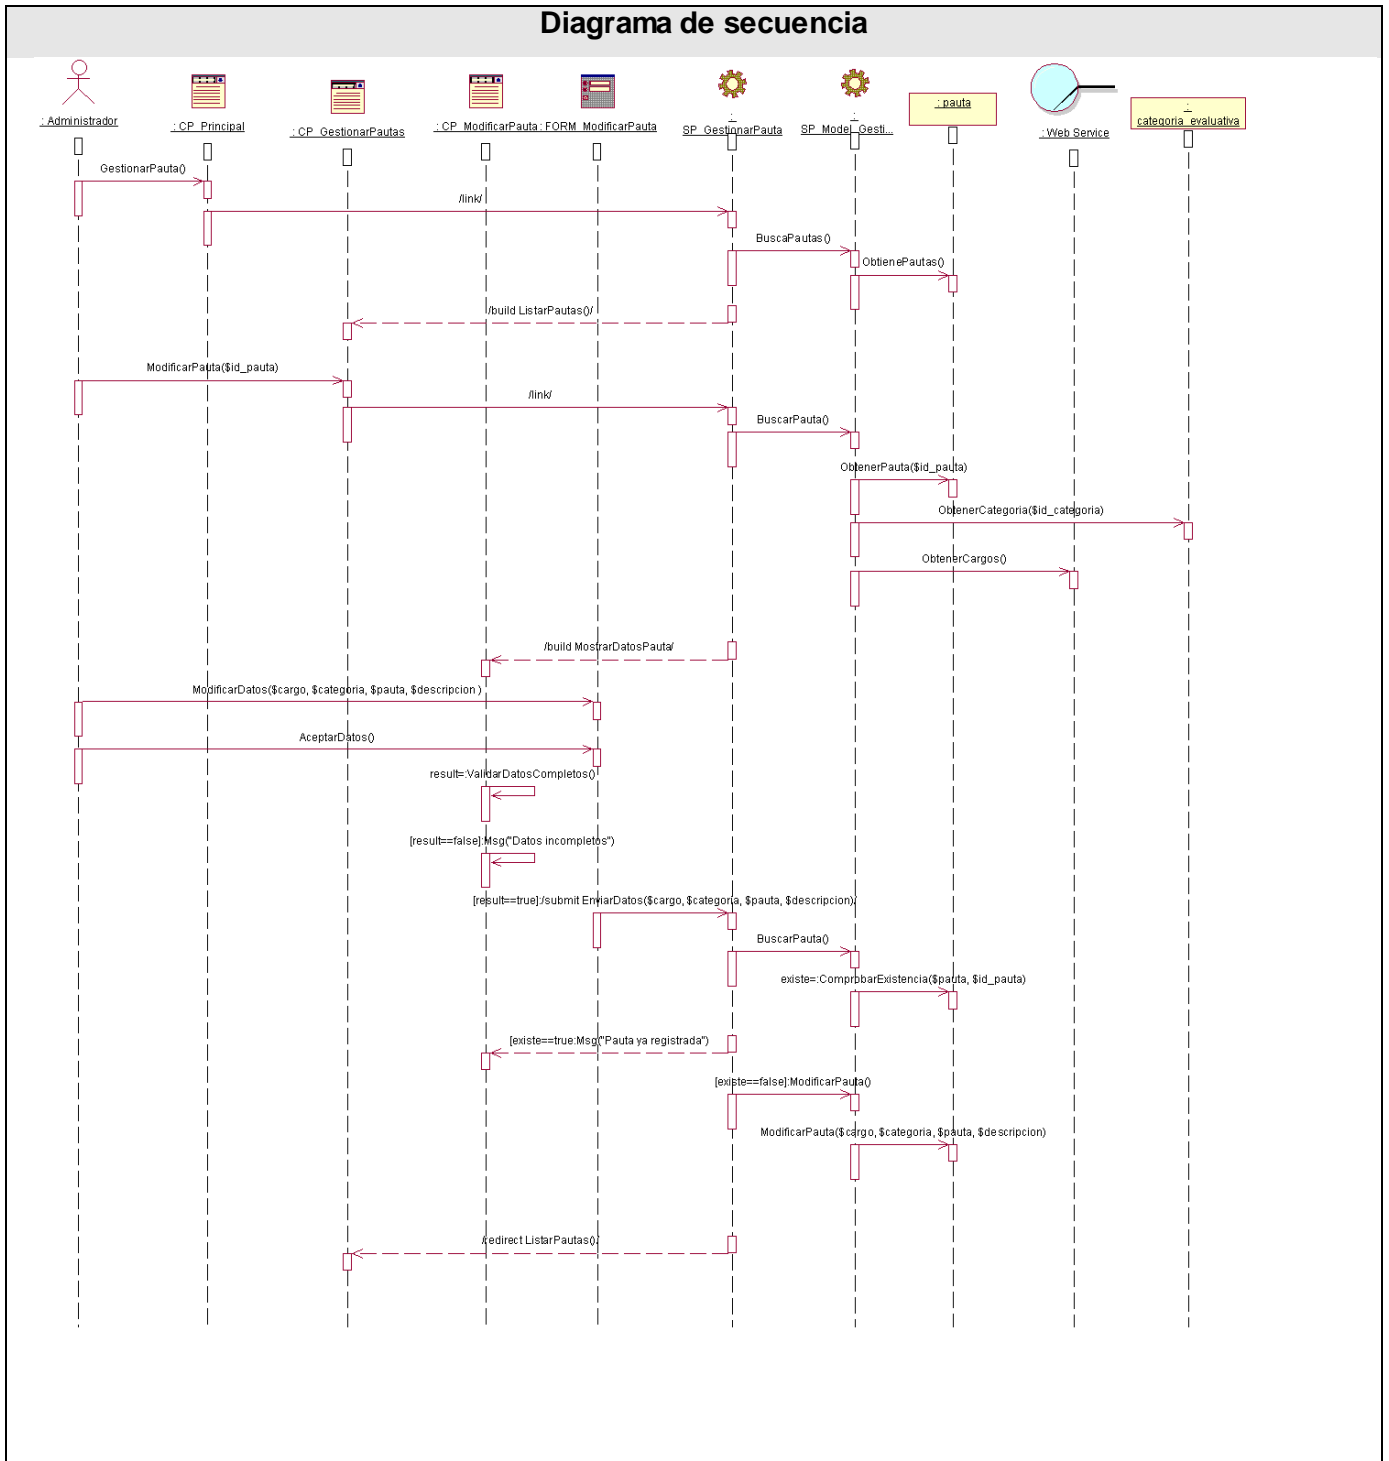 Diagrama de secuencia
: Administrador
: CP_Principal
: CP_GestionarPautas
: CP_ModificarPauta
: FORM_ModificarPauta
:
SP_GestionarPauta
:
SP_Model_Gesti...
: pauta
: Web Service
:
categoria_evaluativa
GestionarPauta()
/link/
BuscaPautas()
ObtienePautas()
/build ListarPautas()/
ModificarPauta($id_pauta)
/link/
BuscarPauta()
ObtenerPauta($id_pauta)
ObtenerCategoria($id_categoria)
ObtenerCargos()
/build MostrarDatosPauta/
ModificarDatos($cargo, $categoria, $pauta, $descripcion )
AceptarDatos()
result=:ValidarDatosCompletos()
[result==false]:Msg("Datos incompletos")
[result==true]:/submit EnviarDatos($cargo, $categoria, $pauta, $descripcion)/
BuscarPauta()
existe=:ComprobarExistencia($pauta, $id_pauta)
[existe==true:Msg("Pauta ya registrada")
[existe==false]:ModificarPauta()
ModificarPauta($cargo, $categoria, $pauta, $descripcion)
/redirect ListarPautas()/